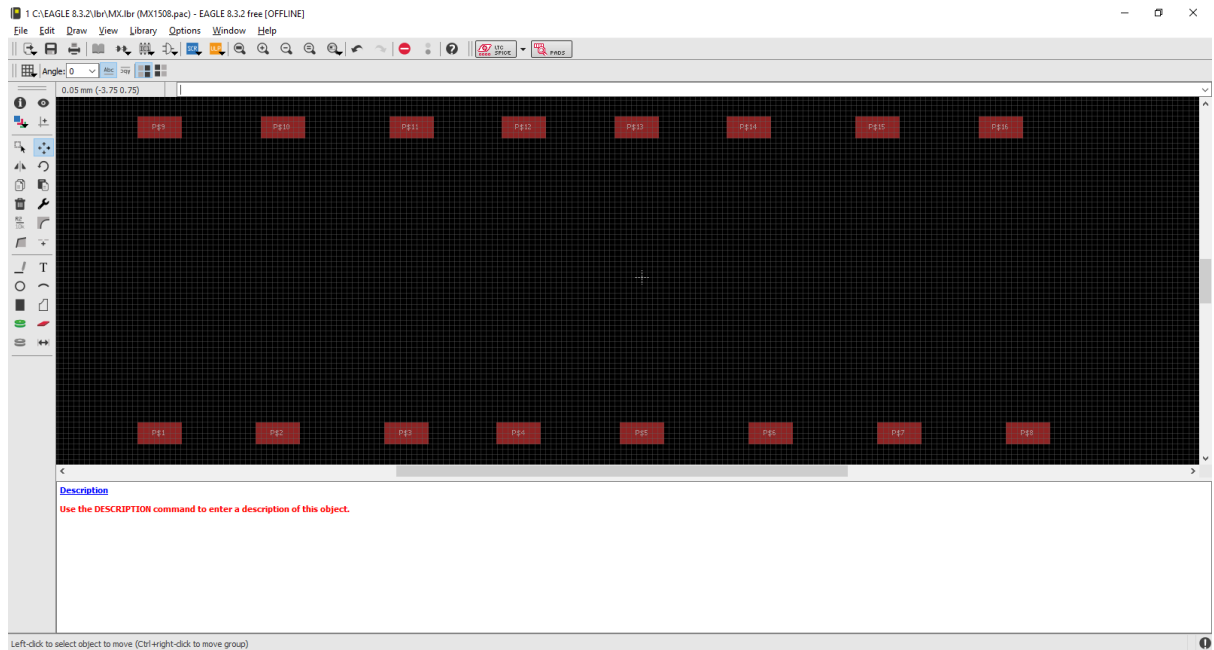 1 C:\EAGLE 8.3.2\lbr\MX.lbr (MX1508.pac) - EAGLE 8.3.2 free [OFFLINE]
File Edit Draw View Library Options Window Help
SCR ULP LTC SPICE PADS
Angle: 0 Abc
0.05 mm (-3.75 0.75)
P$9 P$10 P$11 P$12 P$13 P$14 P$15 P$16
T
P$1 P$2 P$3 P$4 P$5 P$6 P$7 P$8
Description
Use the DESCRIPTION command to enter a description of this object.
Left-click to select object to move (Ctrl+right-click to move group)